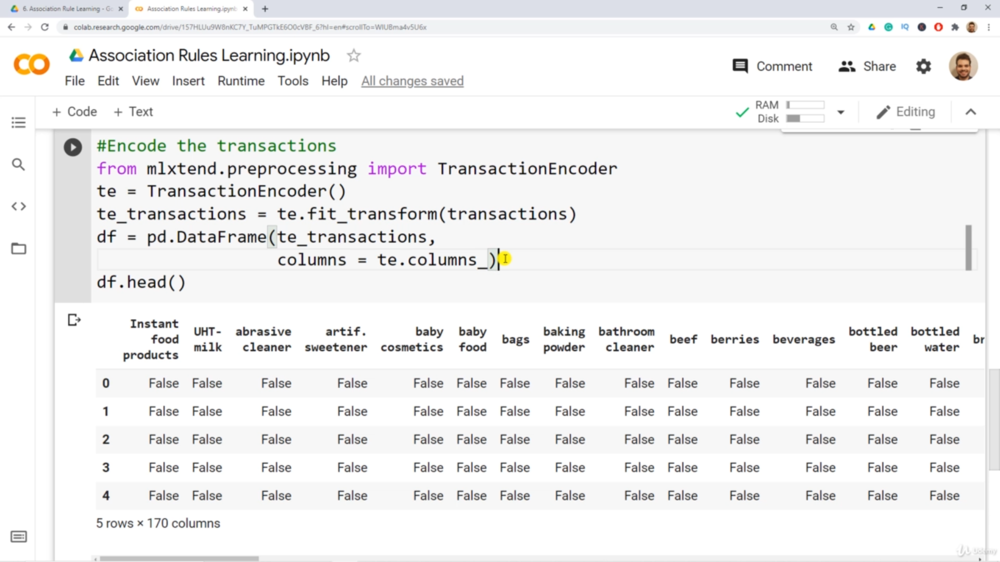 6. Association Rule Learning - Go
Association Rules Learning.ipynb
colab.research.google.com/drive/157HLUu9W8nKC7Y_TuMPGTkE6O0cVBF_6?hl=en#scrollTo=WlUBma4v5U6x
IQ
CO Association Rules Learning.ipynb
Comment Share
File Edit View Insert Runtime Tools Help All changes saved
+ Code + Text
RAM
Disk
Editing
#Encode the transactions
from mlxtend.preprocessing import TransactionEncoder
te = TransactionEncoder()
te_transactions = te.fit_transform(transactions)
df = pd.DataFrame(te_transactions,
columns = te.columns_)
df.head()
Instant food products UHT-milk abrasive cleaner artif. sweetener baby cosmetics baby food bags baking powder bathroom cleaner beef berries beverages bottled beer bottled water br
0 False False False False False False False False False False False False False False
1 False False False False False False False False False False False False False False
2 False False False False False False False False False False False False False False
3 False False False False False False False False False False False False False False
4 False False False False False False False False False False False False False False
5 rows × 170 columns
Udemy